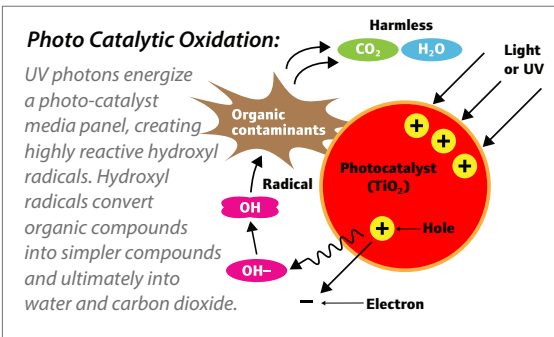 Photo Catalytic Oxidation:
UV photons energize
a photo-catalyst
media panel, creating
highly reactive hydroxyl
radicals. Hydroxyl
radicals convert
organic compounds
into simpler compounds
and ultimately into
water and carbon dioxide.
Harmless
CO₂
H₂O
Light
or UV
Organic
contaminants
+
+
+
Photocatalyst
(TiO₂)
Radical
OH
+
Hole
OH–
–
Electron